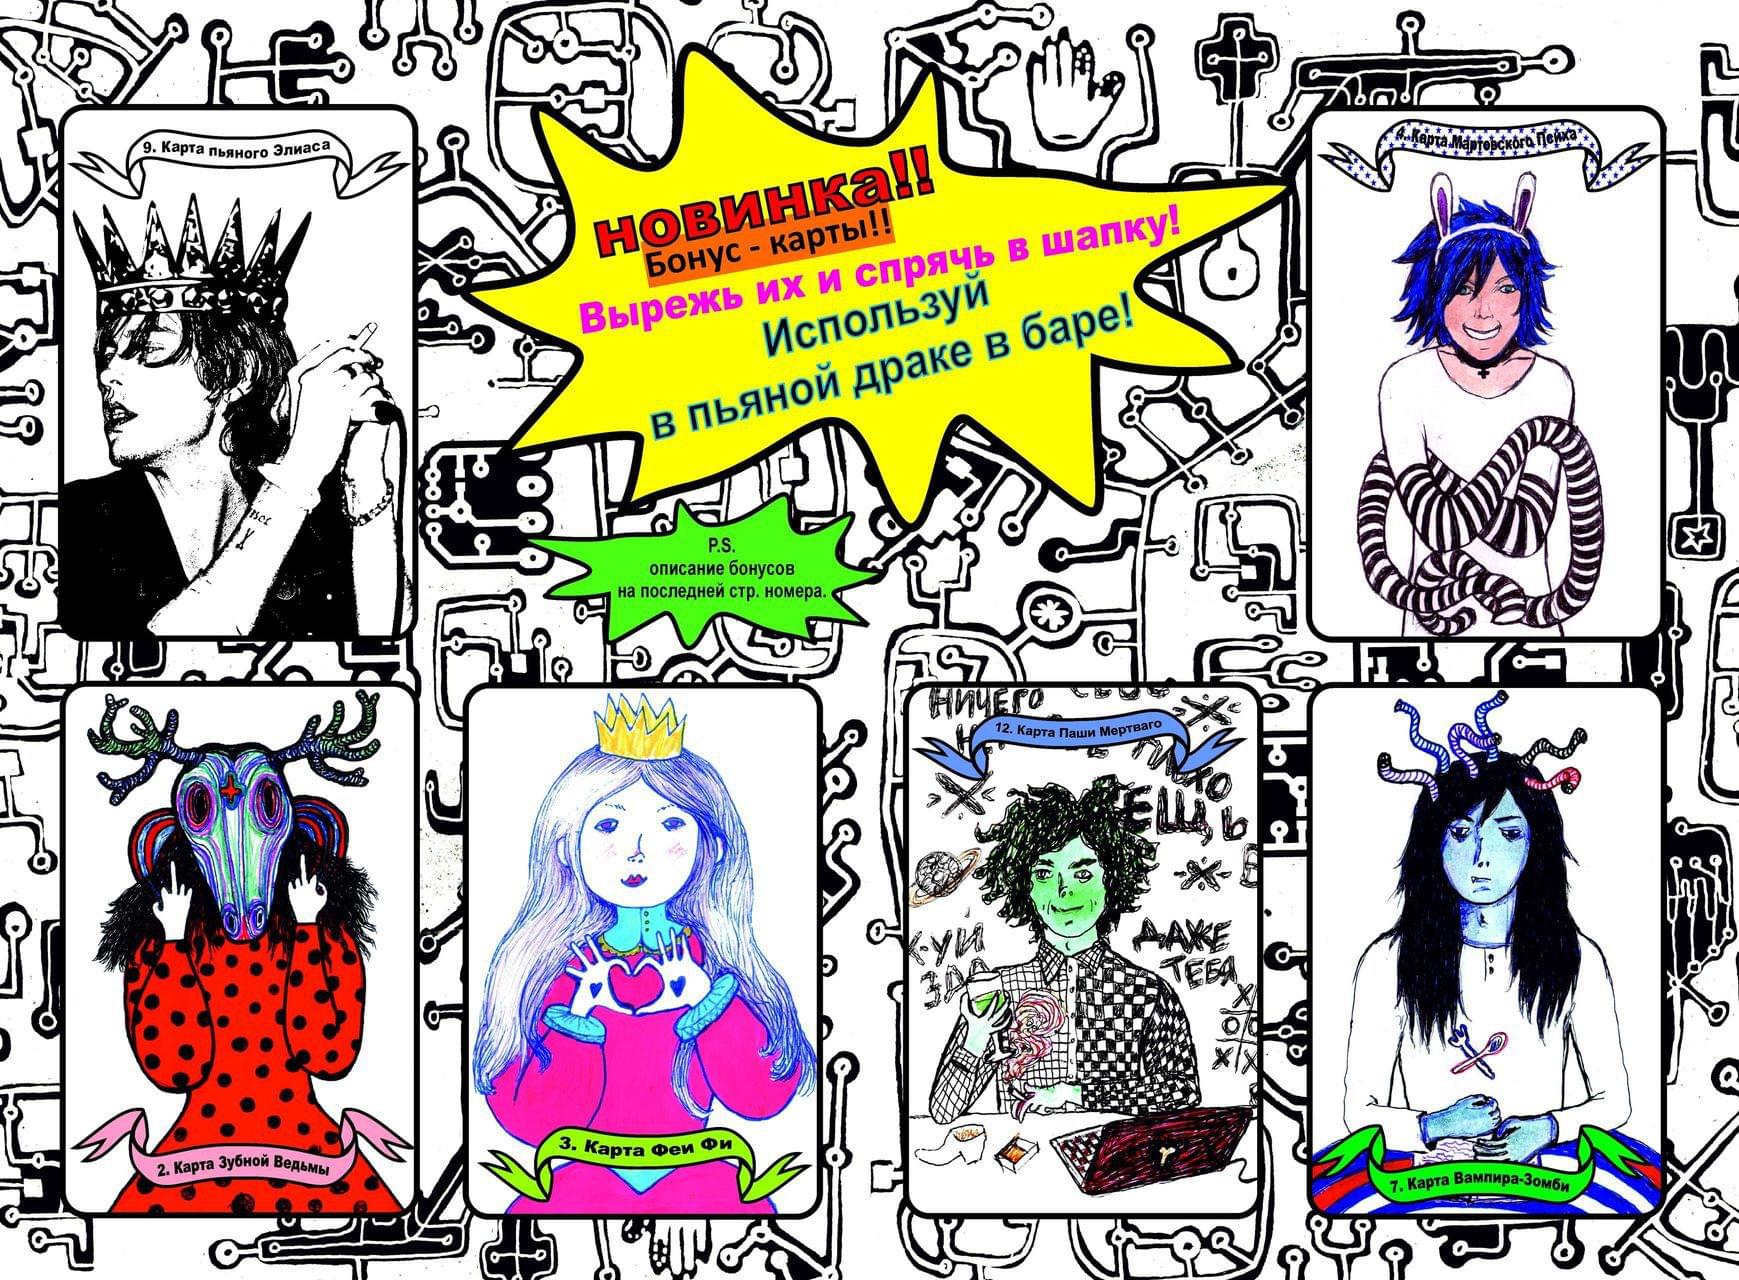 9. Карта пьяного Элиаса
новинка!!
Бонус - карты!!
Вырежь их и спрячь в шапку!
Используй
в пьяной драке в баре!
P.S.
описание бонусов
на последней стр. номера.
4. Карта Мартовского Пейха
2. Карта Зубной Ведьмы
3. Карта Феи Фи
НИЧЕГО
12. Карта Паши Мертваго
ДАЖЕ
ТЕБЯ
7. Карта Вампира-Зомби